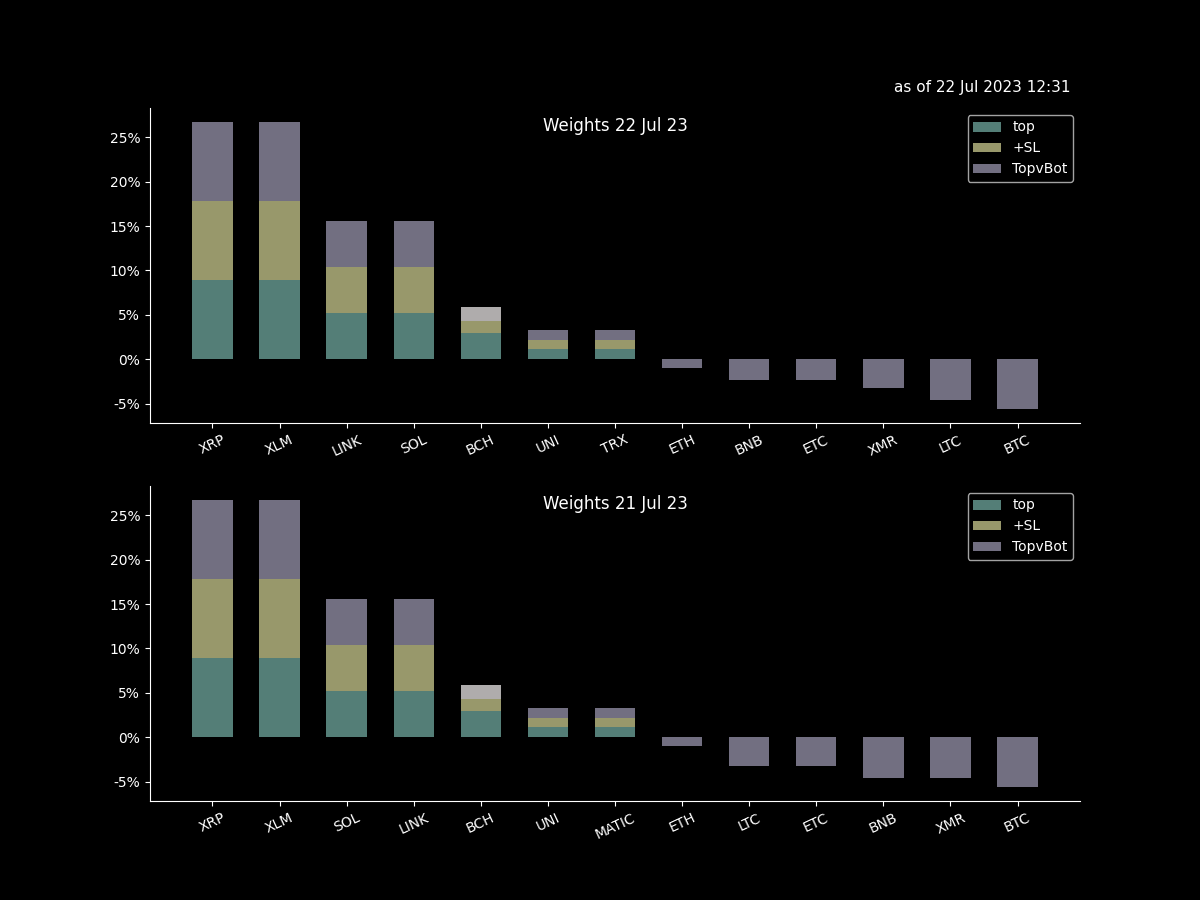 as of 22 Jul 2023 12:31
Weights 22 Jul 23
top
+SL
TopvBot
25%
20%
15%
10%
5%
0%
-5%
XRP XLM LINK SOL BCH UNI TRX ETH BNB ETC XMR LTC BTC
Weights 21 Jul 23
top
+SL
TopvBot
25%
20%
15%
10%
5%
0%
-5%
XRP XLM SOL LINK BCH UNI MATIC ETH LTC ETC BNB XMR BTC